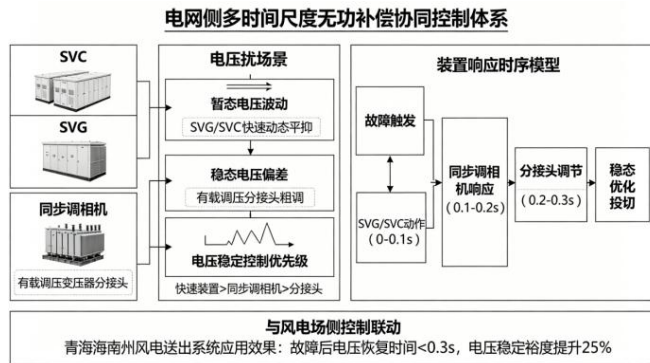 电网侧多时间尺度无功补偿协同控制体系
SVC
SVG
同步调相机
有载调压变压器分接头
电压扰场景
暂态电压波动
SVG/SVC快速动态平抑
稳态电压偏差
有载调压分接头粗调
电压稳定控制优先级
快速装置>同步调相机>分接头
装置响应时序模型
故障触发
SVG/SVC动作
(0-0.1s)
同步调相
机响应
(0.1-0.2s)
分接头调节
(0.2-0.3s)
稳态
优化
投切
与风电场侧控制联动
青海海南州风电送出系统应用效果：故障后电压恢复时间<0.3s，电压稳定裕度提升25%